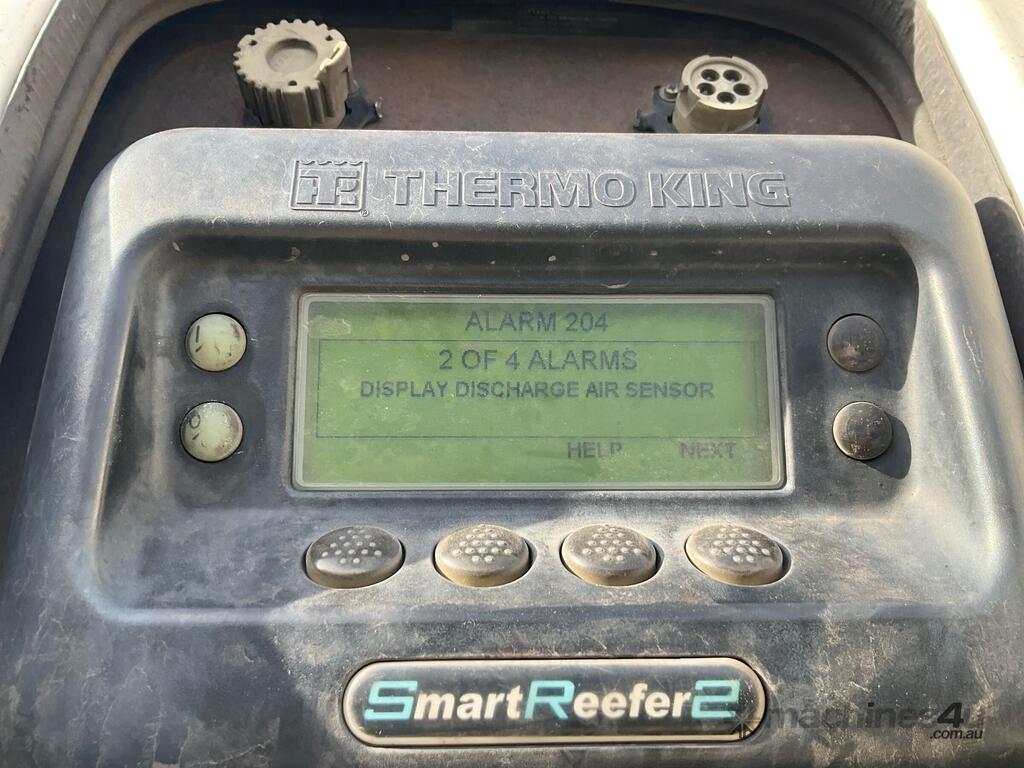 THERMO KING
ALARM 204
2 OF 4 ALARMS
DISPLAY DISCHARGE AIR SENSOR
HELP NEXT
SmartReefer2
machines4u
.com.au